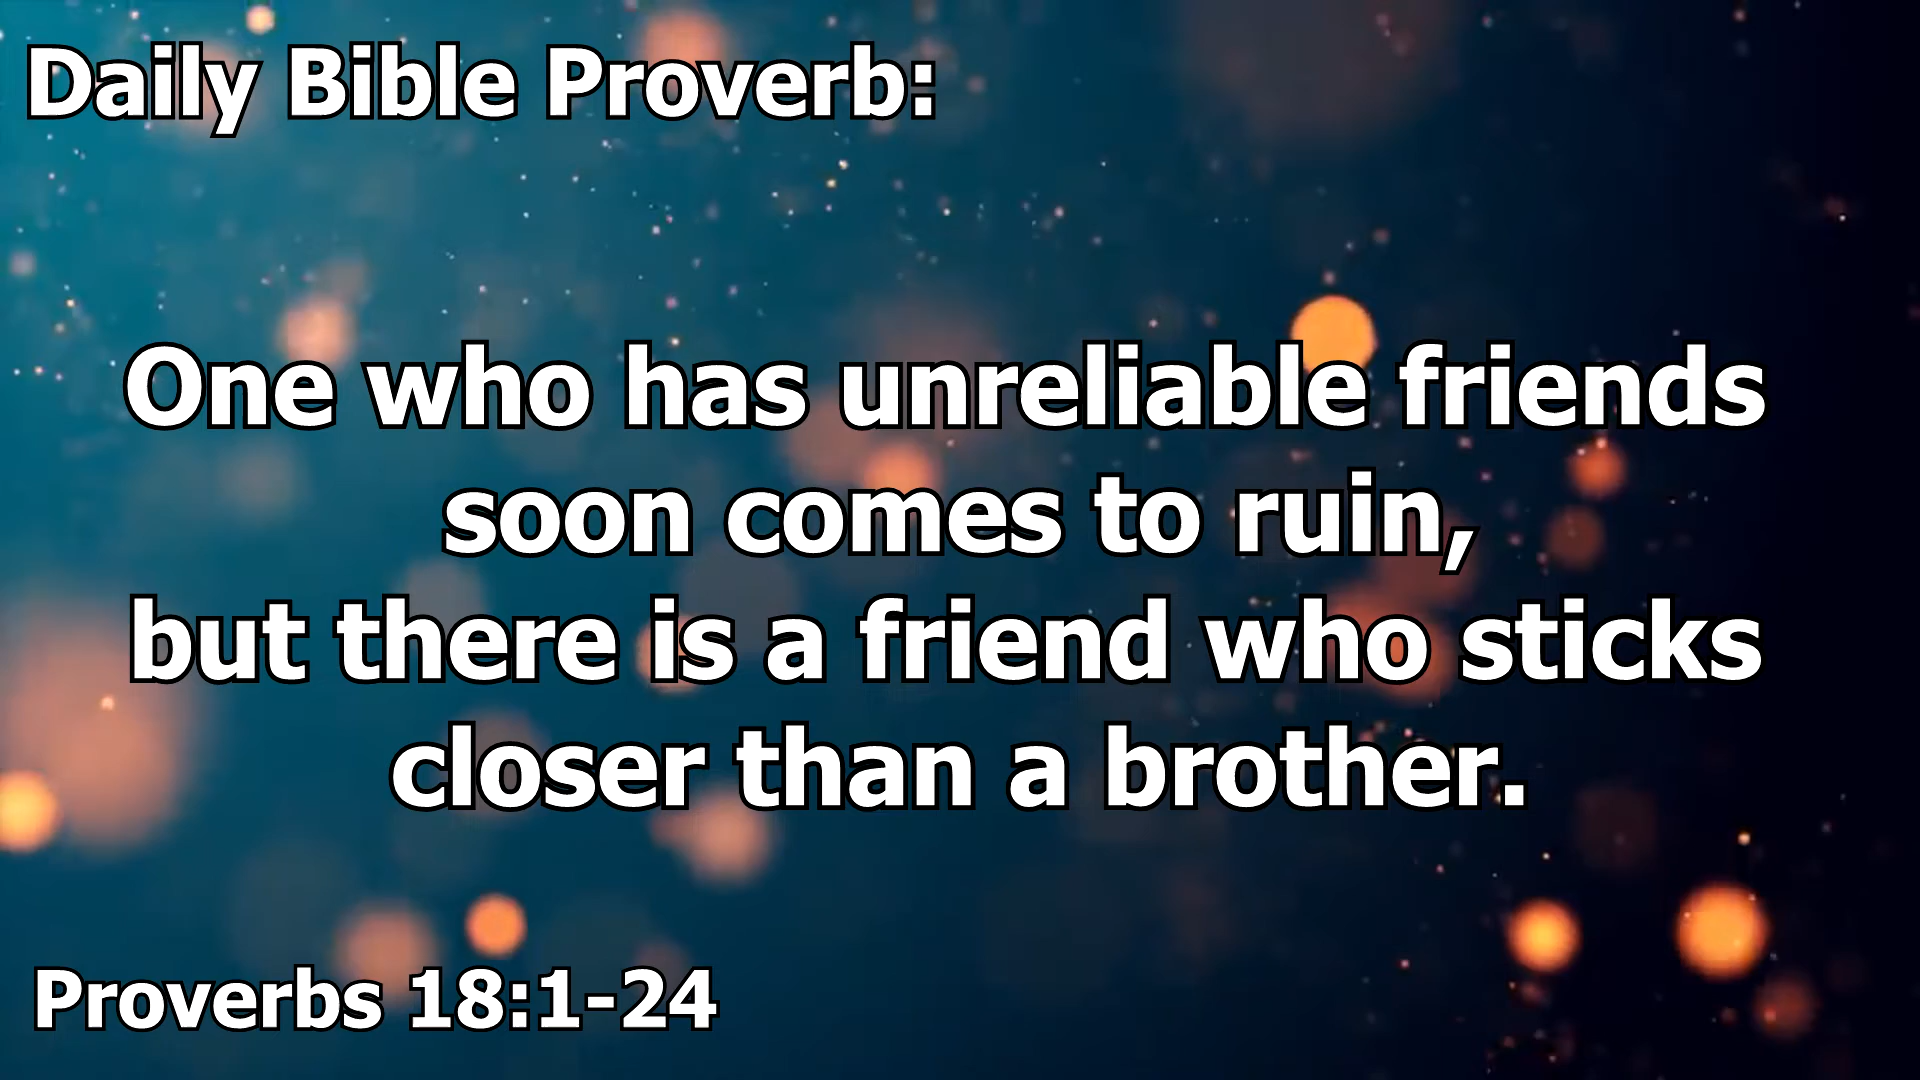 Daily Bible Proverb:
One who has unreliable friends
soon comes to ruin,
but there is a friend who sticks
closer than a brother.
Proverbs 18:1-24